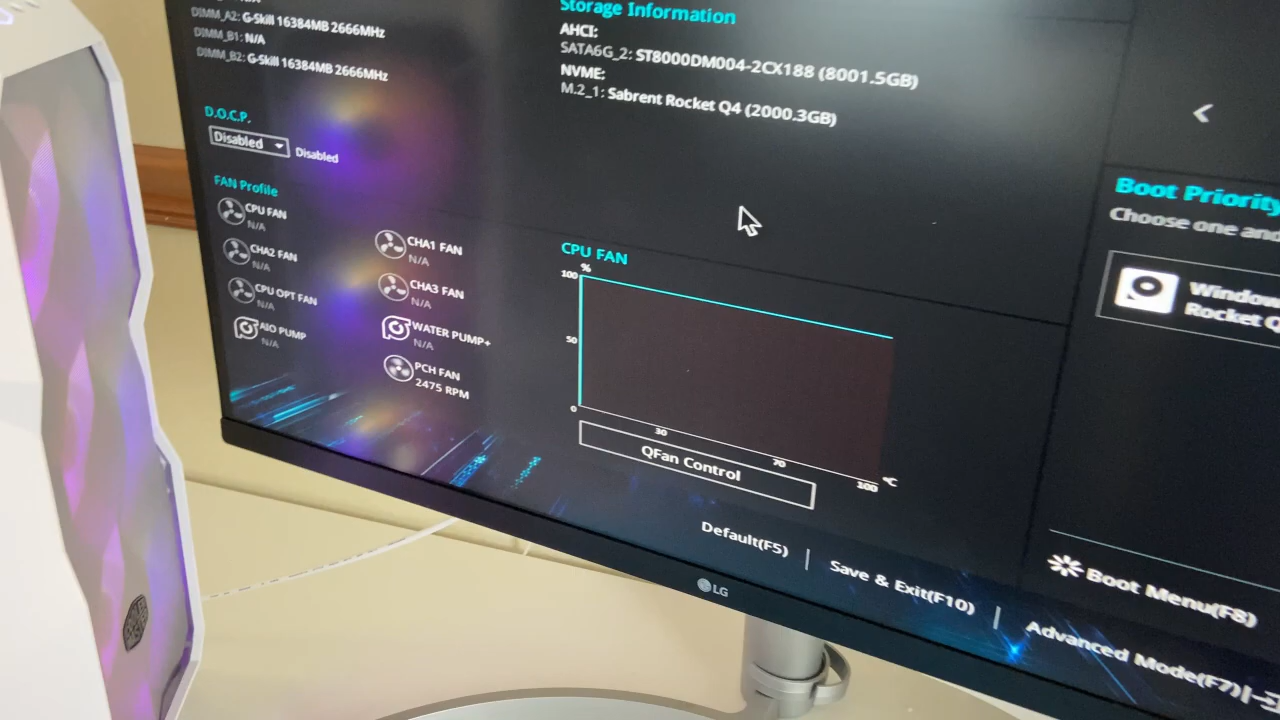 DIMM_A2: G-Skill 16384MB 2666MHz
DIMM_B1: N/A
DIMM_B2: G-Skill 16384MB 2666MHz
D.O.C.P.
Disabled
Disabled
FAN Profile
CPU FAN
N/A
CHA1 FAN
N/A
CHA2 FAN
N/A
CHA3 FAN
N/A
CPU OPT FAN
N/A
WATER PUMP+
N/A
AIO PUMP
N/A
PCH FAN
2475 RPM
Storage Information
AHCI:
SATA6G_2: ST8000DM004-2CX188 (8001.5GB)
NVME:
M.2_1: Sabrent Rocket Q4 (2000.3GB)
CPU FAN
%
100
50
0
30
70
100
°C
QFan Control
Boot Priority
Choose one and
Window
Rocket Q
Default(F5)
Save & Exit(F10)
Boot Menu(F8)
Advanced Mode(F7)
LG